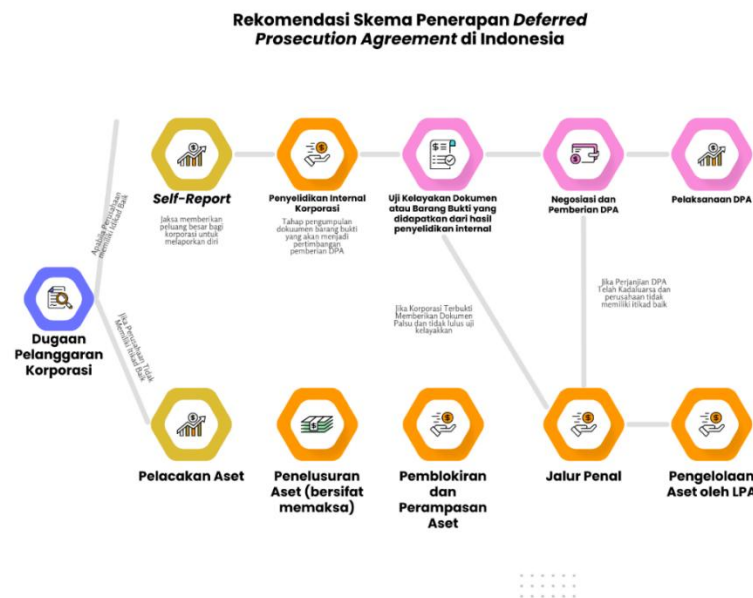 Rekomendasi Skema Penerapan Deferred
Prosecution Agreement di Indonesia
Apabila Perusahaan
memiliki Itikad Baik
Self-Report
Jaksa memberikan
peluang besar bagi
korporasi untuk
melaporkan diri
Penyelidikan Internal
Korporasi
Tahap pengumpulan
dokuumen barang bukti
yang akan menjadi
pertimbangan
pemberian DPA
Uji Kelayakan Dokumen
atau Barang Bukti yang
didapatkan dari hasil
penyelidikan internal
Negosiasi dan
Pemberian DPA
Pelaksanaan DPA
Dugaan
Pelanggaran
Korporasi
Jika Perusahaan Tidak
Memiliki Itikad Baik
Jika Korporasi Terbukti
Memberikan Dokumen
Palsu dan tidak lulus uji
kelayakkan
Jika Perjanjian DPA
Telah Kadaluarsa dan
perusahaan tidak
memiliki itikad baik
Pelacakan Aset
Penelusuran
Aset (bersifat
memaksa)
Pemblokiran
dan
Perampasan
Aset
Jalur Penal
Pengelolaan
Aset oleh LPA